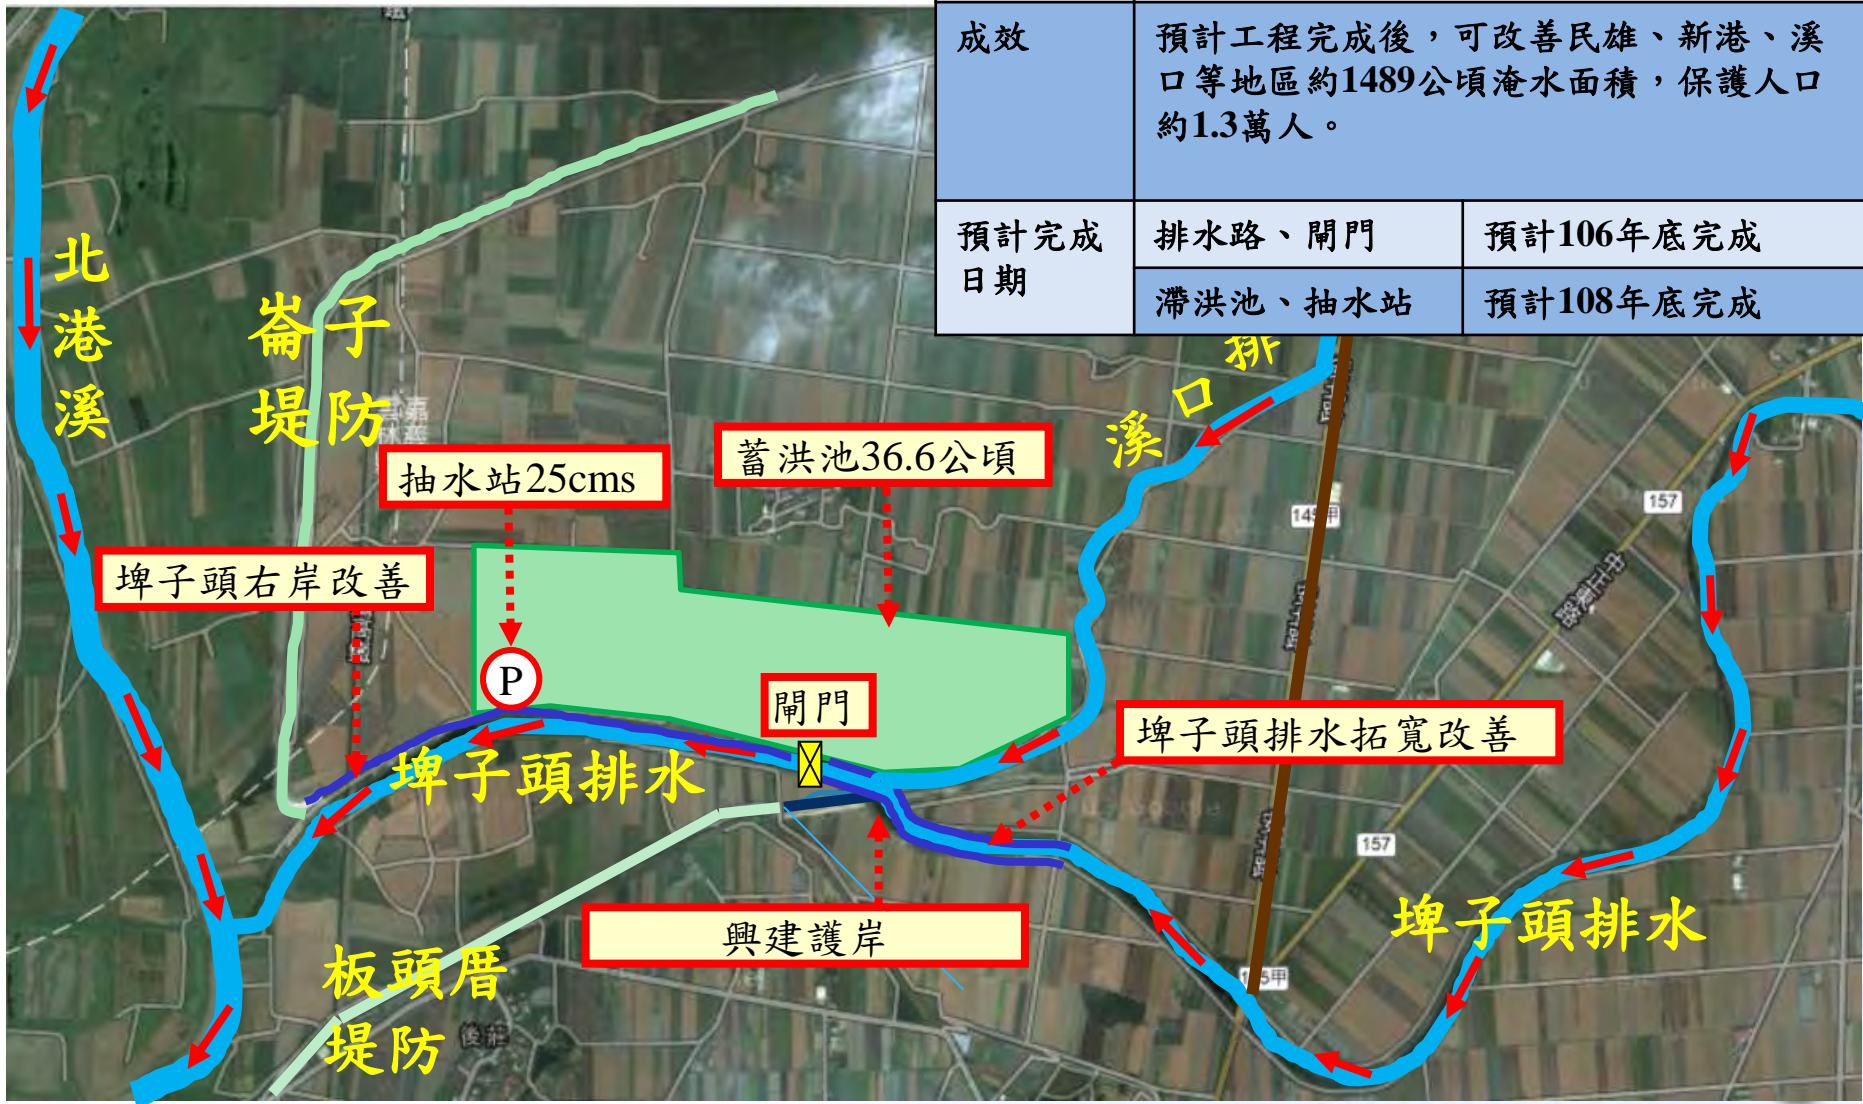 成效
預計工程完成後，可改善民雄、新港、溪
口等地區約1489公頃淹水面積，保護人口
約1.3萬人。
預計完成
日期
排水路、閘門
預計106年底完成
滯洪池、抽水站
預計108年底完成
北港溪
崙子
堤防
溪口排
抽水站25cms
蓄洪池36.6公頃
157
埤子頭右岸改善
P
閘門
埤子頭排水拓寬改善
埤子頭排水
157
興建護岸
埤子頭排水
板頭厝
堤防
後莊